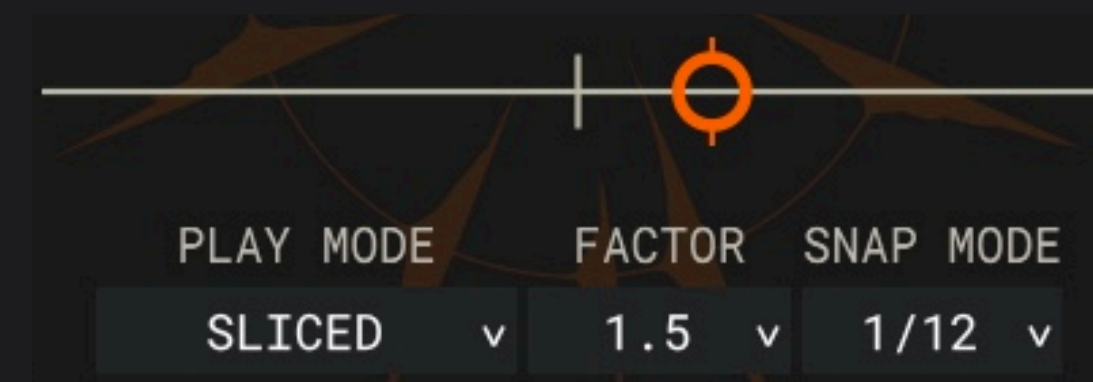 PLAY MODE FACTOR SNAP MODE
SLICED v 1.5 v 1/12 v